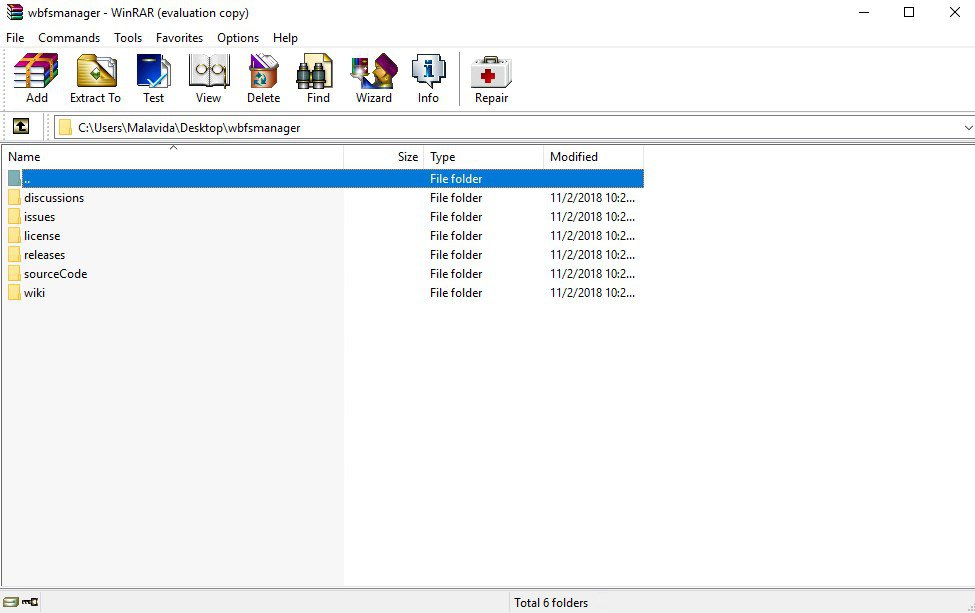 wbfsmanager - WinRAR (evaluation copy)
File Commands Tools Favorites Options Help
Add Extract To Test View Delete Find Wizard Info Repair
C:\Users\Malavida\Desktop\wbfsmanager
Name Size Type Modified
.. File folder
discussions File folder 11/2/2018 10:2...
issues File folder 11/2/2018 10:2...
license File folder 11/2/2018 10:2...
releases File folder 11/2/2018 10:2...
sourceCode File folder 11/2/2018 10:2...
wiki File folder 11/2/2018 10:2...
Total 6 folders